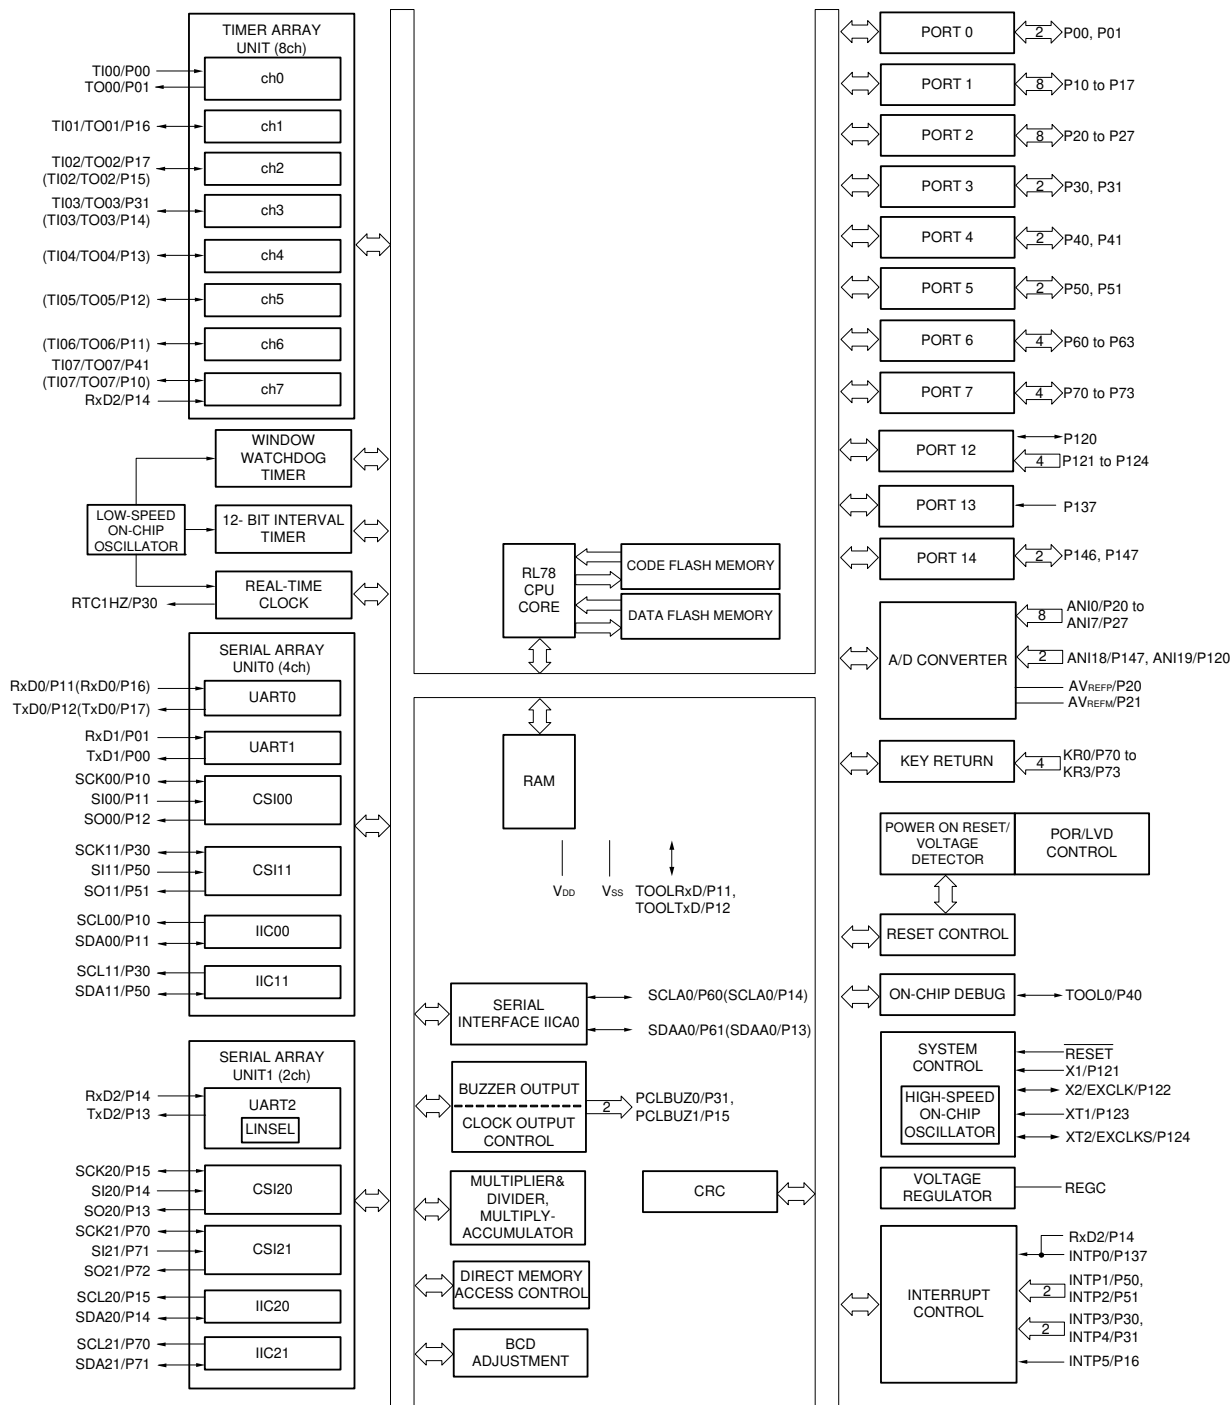 TIMER ARRAY
UNIT (8ch)
TI00/P00
TO00/P01
ch0
TI01/TO01/P16
ch1
TI02/TO02/P17
(TI02/TO02/P15)
ch2
TI03/TO03/P31
(TI03/TO03/P14)
ch3
(TI04/TO04/P13)
ch4
(TI05/TO05/P12)
ch5
(TI06/TO06/P11)
ch6
TI07/TO07/P41
(TI07/TO07/P10)
RxD2/P14
ch7
WINDOW
WATCHDOG
TIMER
LOW-SPEED
ON-CHIP
OSCILLATOR
12- BIT INTERVAL
TIMER
REAL-TIME
CLOCK
RTC1HZ/P30
SERIAL ARRAY
UNIT0 (4ch)
RxD0/P11(RxD0/P16)
TxD0/P12(TxD0/P17)
UART0
RxD1/P01
TxD1/P00
UART1
SCK00/P10
SI00/P11
SO00/P12
CSI00
SCK11/P30
SI11/P50
SO11/P51
CSI11
SCL00/P10
SDA00/P11
IIC00
SCL11/P30
SDA11/P50
IIC11
SERIAL ARRAY
UNIT1 (2ch)
RxD2/P14
TxD2/P13
UART2
LINSEL
SCK20/P15
SI20/P14
SO20/P13
CSI20
SCK21/P70
SI21/P71
SO21/P72
CSI21
SCL20/P15
SDA20/P14
IIC20
SCL21/P70
SDA21/P71
IIC21
RL78
CPU
CORE
CODE FLASH MEMORY
DATA FLASH MEMORY
RAM
VDD
VSS
TOOLRxD/P11,
TOOLTxD/P12
SERIAL
INTERFACE IICA0
SCLA0/P60(SCLA0/P14)
SDAA0/P61(SDAA0/P13)
BUZZER OUTPUT
CLOCK OUTPUT
CONTROL
2
PCLBUZ0/P31,
PCLBUZ1/P15
MULTIPLIER&
DIVIDER,
MULTIPLY-
ACCUMULATOR
CRC
DIRECT MEMORY
ACCESS CONTROL
BCD
ADJUSTMENT
PORT 0
2
P00, P01
PORT 1
8
P10 to P17
PORT 2
8
P20 to P27
PORT 3
2
P30, P31
PORT 4
2
P40, P41
PORT 5
2
P50, P51
PORT 6
4
P60 to P63
PORT 7
4
P70 to P73
PORT 12
P120
4
P121 to P124
PORT 13
P137
PORT 14
2
P146, P147
A/D CONVERTER
8
ANI0/P20 to
ANI7/P27
2
ANI18/P147, ANI19/P120
AVREFP/P20
AVREFM/P21
KEY RETURN
4
KR0/P70 to
KR3/P73
POWER ON RESET/
VOLTAGE
DETECTOR
POR/LVD
CONTROL
RESET CONTROL
ON-CHIP DEBUG
TOOL0/P40
SYSTEM
CONTROL
HIGH-SPEED
ON-CHIP
OSCILLATOR
RESET
X1/P121
X2/EXCLK/P122
XT1/P123
XT2/EXCLKS/P124
VOLTAGE
REGULATOR
REGC
INTERRUPT
CONTROL
RxD2/P14
INTP0/P137
2
INTP1/P50,
INTP2/P51
2
INTP3/P30,
INTP4/P31
INTP5/P16